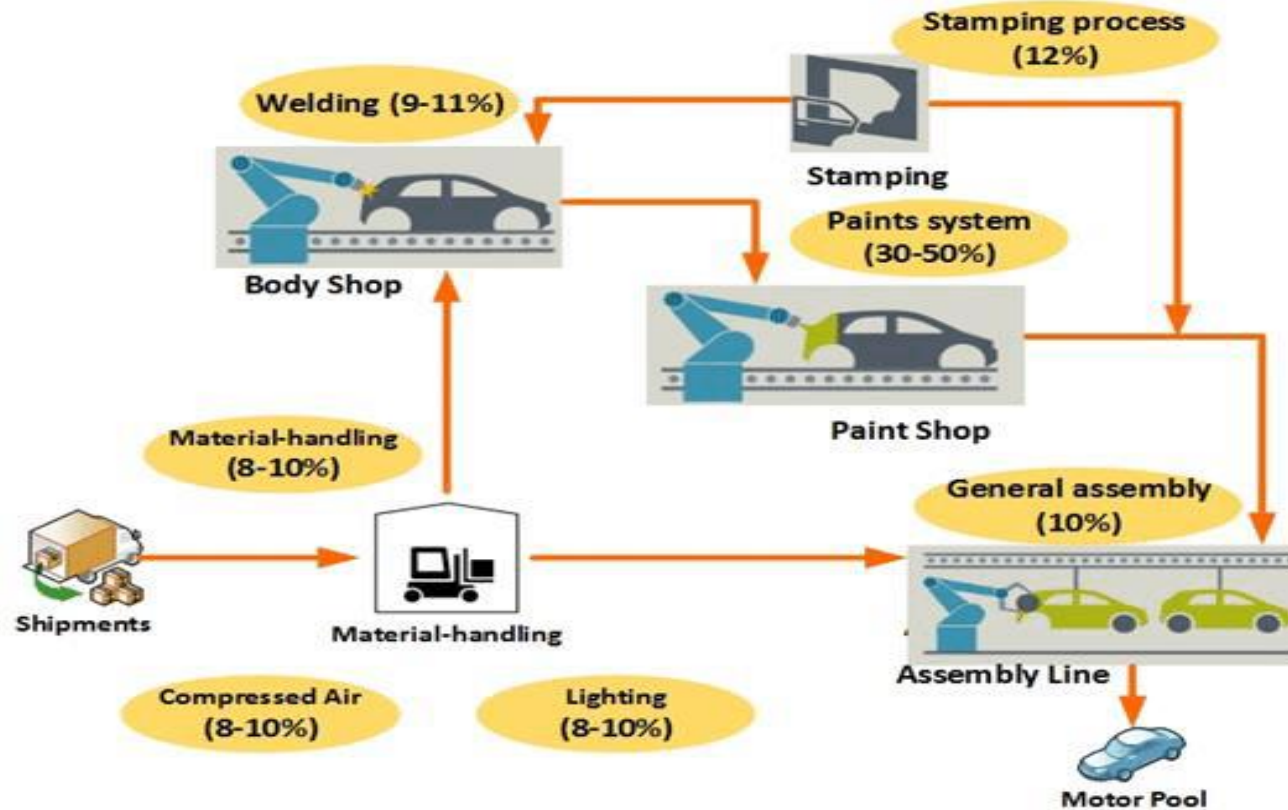 Stamping process
(12%)
Welding (9-11%)
Stamping
Paints system
(30-50%)
Body Shop
Paint Shop
Material-handling
(8-10%)
General assembly
(10%)
Shipments
Material-handling
Assembly Line
Compressed Air
(8-10%)
Lighting
(8-10%)
Motor Pool